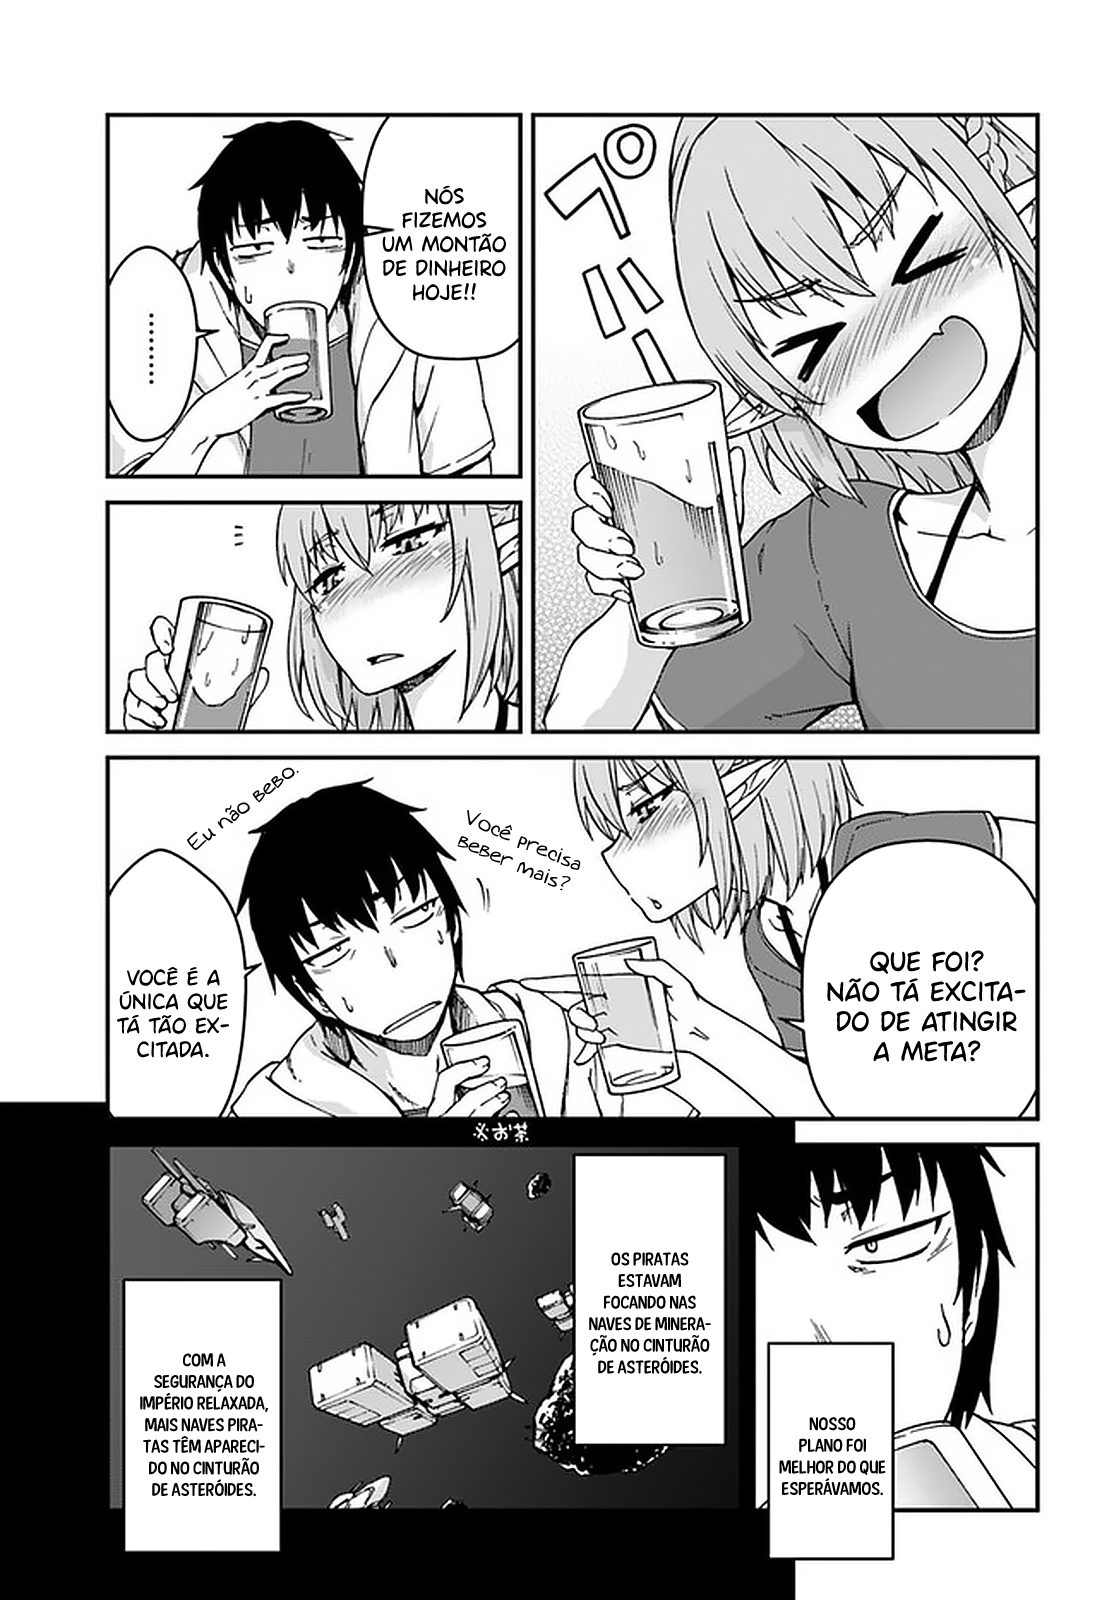 プハーー
NÓS
FIZEMOS
UM MONTÃO
DE DINHEIRO
HOJE!!
.........
QUE FOI?
NÃO TÁ EXCITA-
DO DE ATINGIR
A META?
Você precisa
beber mais?
Eu não bebo.
VOCÊ É A
ÚNICA QUE
TÁ TÃO EX-
CITADA.
※お茶
NOSSO
PLANO FOI
MELHOR DO QUE
ESPERÁVAMOS.
OS PIRATAS
ESTAVAM
FOCANDO NAS
NAVES DE MINERA-
ÇÃO NO CINTURÃO
DE ASTERÓIDES.
COM A
SEGURANÇA DO
IMPÉRIO RELAXADA,
MAIS NAVES PIRA-
TAS TÊM APARECI-
DO NO CINTURÃO
DE ASTERÓIDES.